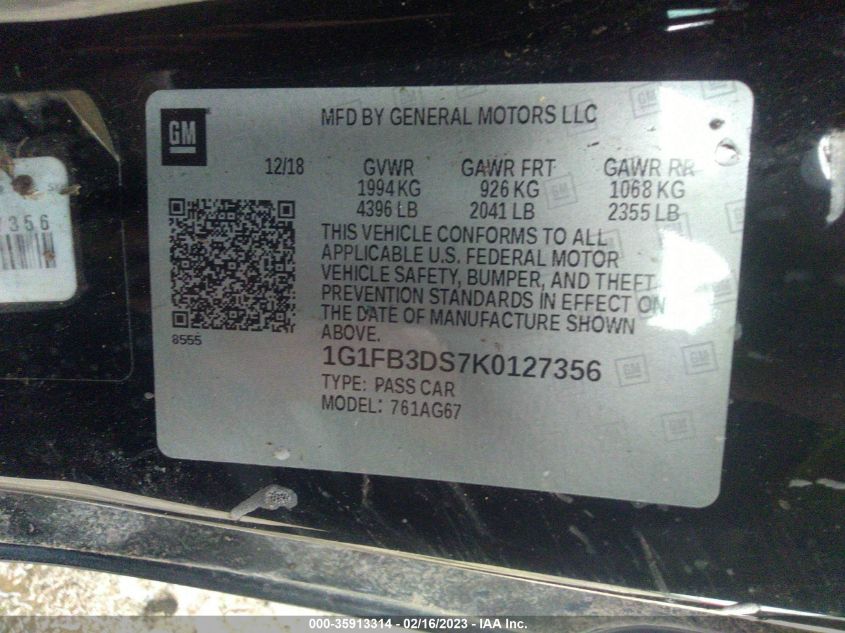 GM
MFD BY GENERAL MOTORS LLC
12/18 GVWR GAWR FRT GAWR RR
1994 KG 926 KG 1068 KG
4396 LB 2041 LB 2355 LB
THIS VEHICLE CONFORMS TO ALL
APPLICABLE U.S. FEDERAL MOTOR
VEHICLE SAFETY, BUMPER, AND THEFT
PREVENTION STANDARDS IN EFFECT ON
THE DATE OF MANUFACTURE SHOWN
ABOVE.
8555
1G1FB3DS7K0127356
TYPE: PASS CAR
MODEL: 761AG67
7356
000-35913314 - 02/16/2023 - IAA Inc.